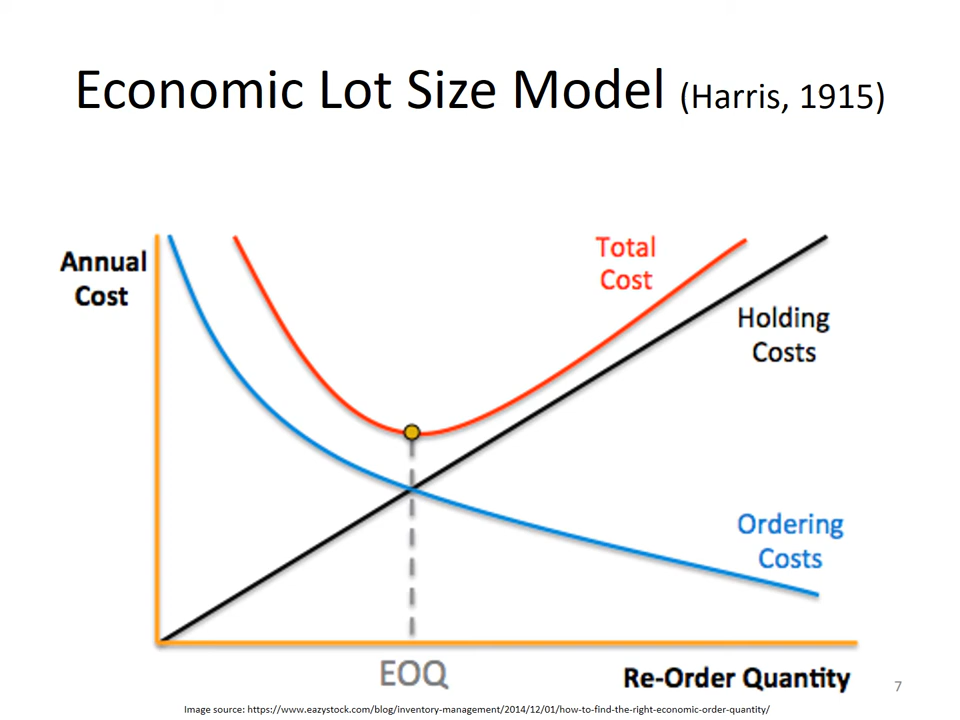 Economic Lot Size Model (Harris, 1915)
Annual
Cost
Total
Cost
Holding
Costs
Ordering
Costs
EOQ
Re-Order Quantity
7
Image source: https://www.eazystock.com/blog/inventory-management/2014/12/01/how-to-find-the-right-economic-order-quantity/